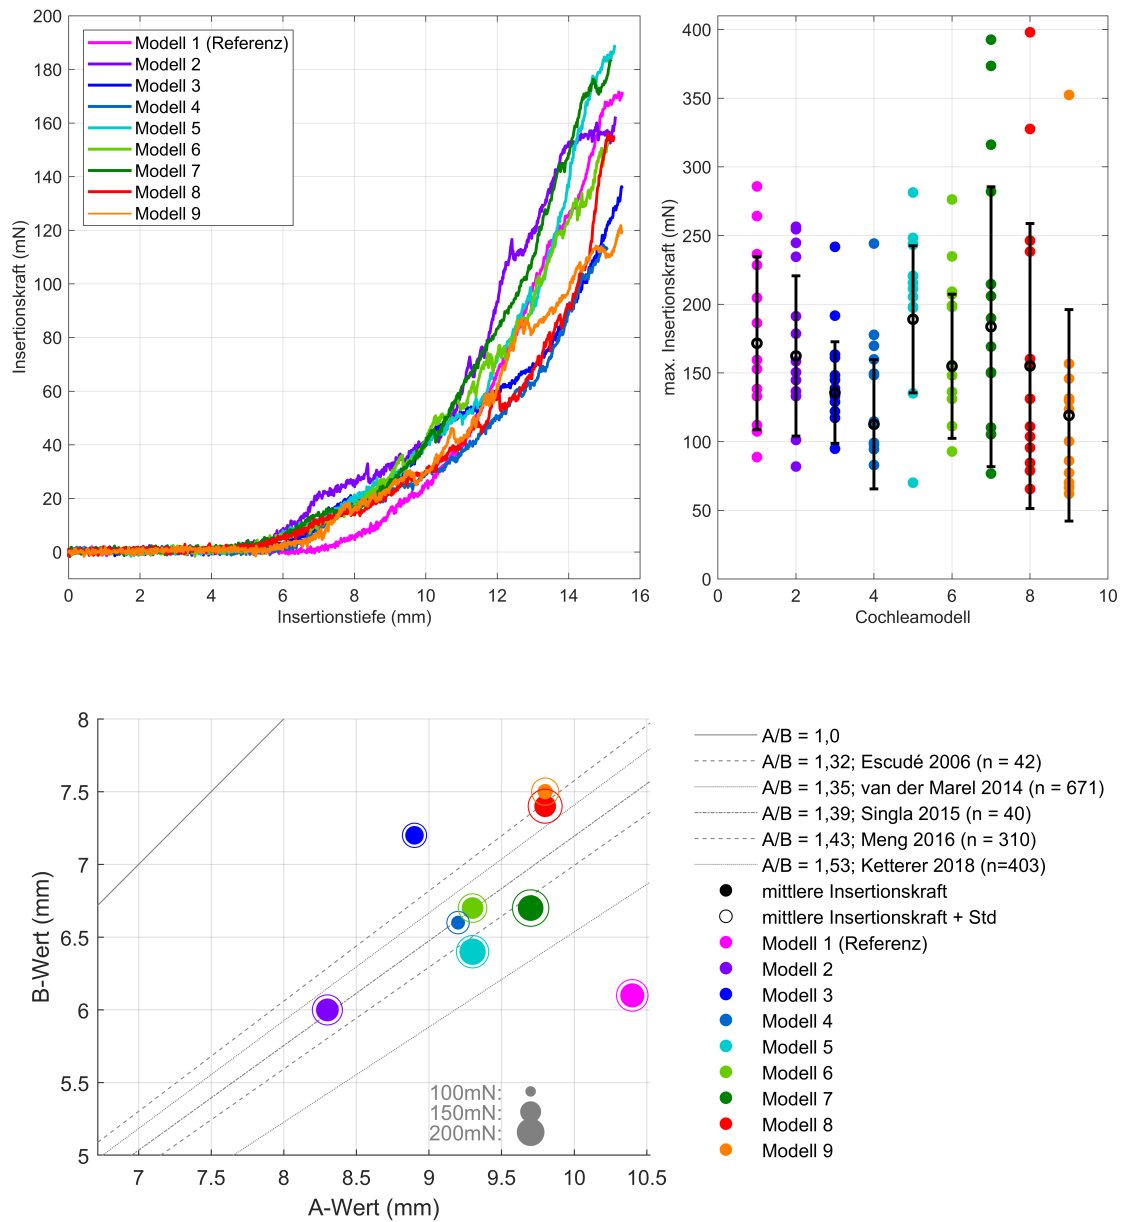 200
180
160
140
120
100
80
60
40
20
0
Insertionskraft (mN)
Modell 1 (Referenz)
Modell 2
Modell 3
Modell 4
Modell 5
Modell 6
Modell 7
Modell 8
Modell 9
0 2 4 6 8 10 12 14 16
Insertionstiefe (mm)
400
350
300
250
200
150
100
50
0
max. Insertionskraft (mN)
0 2 4 6 8 10
Cochleamodell
8
7.5
7
6.5
6
5.5
5
B-Wert (mm)
100mN:
150mN:
200mN:
7 7.5 8 8.5 9 9.5 10 10.5
A-Wert (mm)
A/B = 1,0
A/B = 1,32; Escudé 2006 (n = 42)
A/B = 1,35; van der Marel 2014 (n = 671)
A/B = 1,39; Singla 2015 (n = 40)
A/B = 1,43; Meng 2016 (n = 310)
A/B = 1,53; Ketterer 2018 (n=403)
mittlere Insertionskraft
mittlere Insertionskraft + Std
Modell 1 (Referenz)
Modell 2
Modell 3
Modell 4
Modell 5
Modell 6
Modell 7
Modell 8
Modell 9